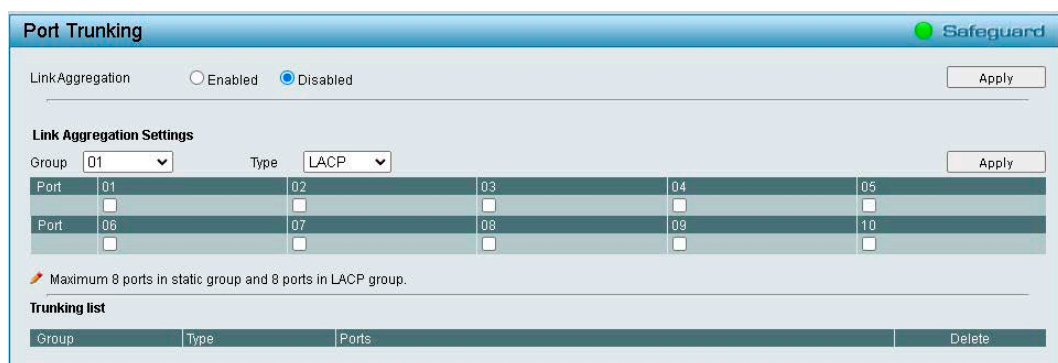 Port Trunking Safeguard
Link Aggregation Enabled Disabled Apply
Link Aggregation Settings
Group 01 Type LACP Apply
Port 01 02 03 04 05
Port 06 07 08 09 10
Maximum 8 ports in static group and 8 ports in LACP group.
Trunking list
Group Type Ports Delete